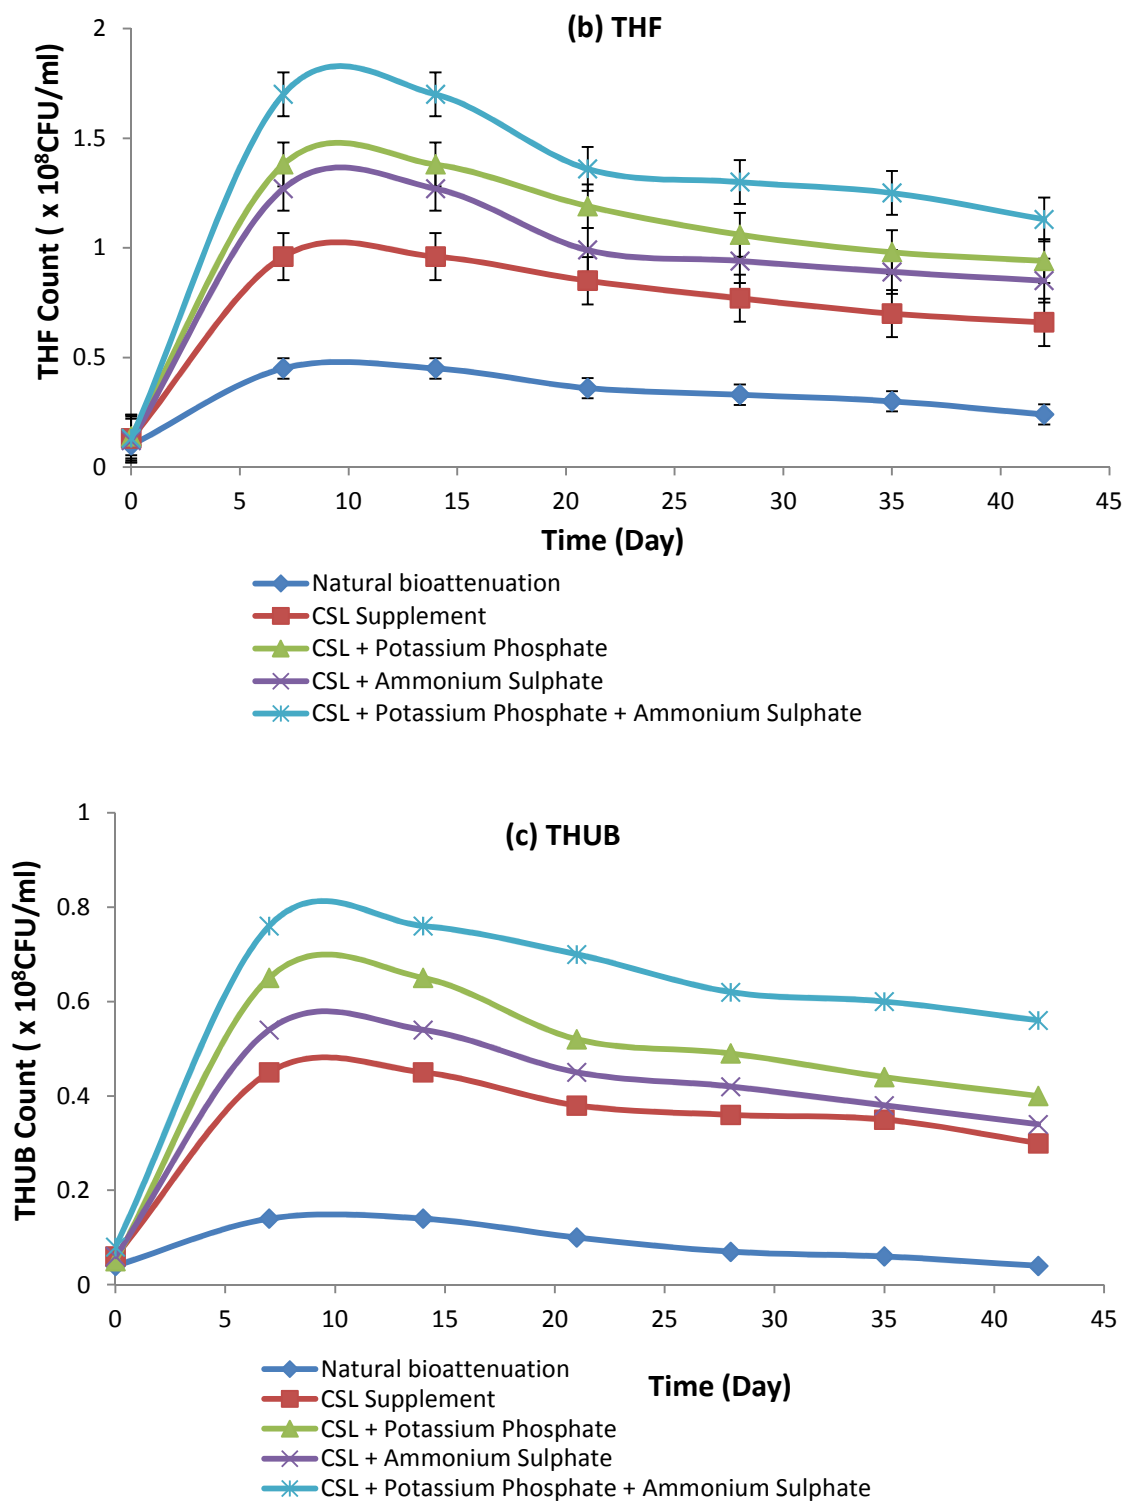 (b) THF
THF Count ( x 10⁸CFU/ml)
2
1.5
1
0.5
0
0 5 10 15 20 25 30 35 40 45
Time (Day)
Natural bioattenuation
CSL Supplement
CSL + Potassium Phosphate
CSL + Ammonium Sulphate
CSL + Potassium Phosphate + Ammonium Sulphate
(c) THUB
THUB Count ( x 10⁸CFU/ml)
1
0.8
0.6
0.4
0.2
0
0 5 10 15 20 25 30 35 40 45
Time (Day)
Natural bioattenuation
CSL Supplement
CSL + Potassium Phosphate
CSL + Ammonium Sulphate
CSL + Potassium Phosphate + Ammonium Sulphate